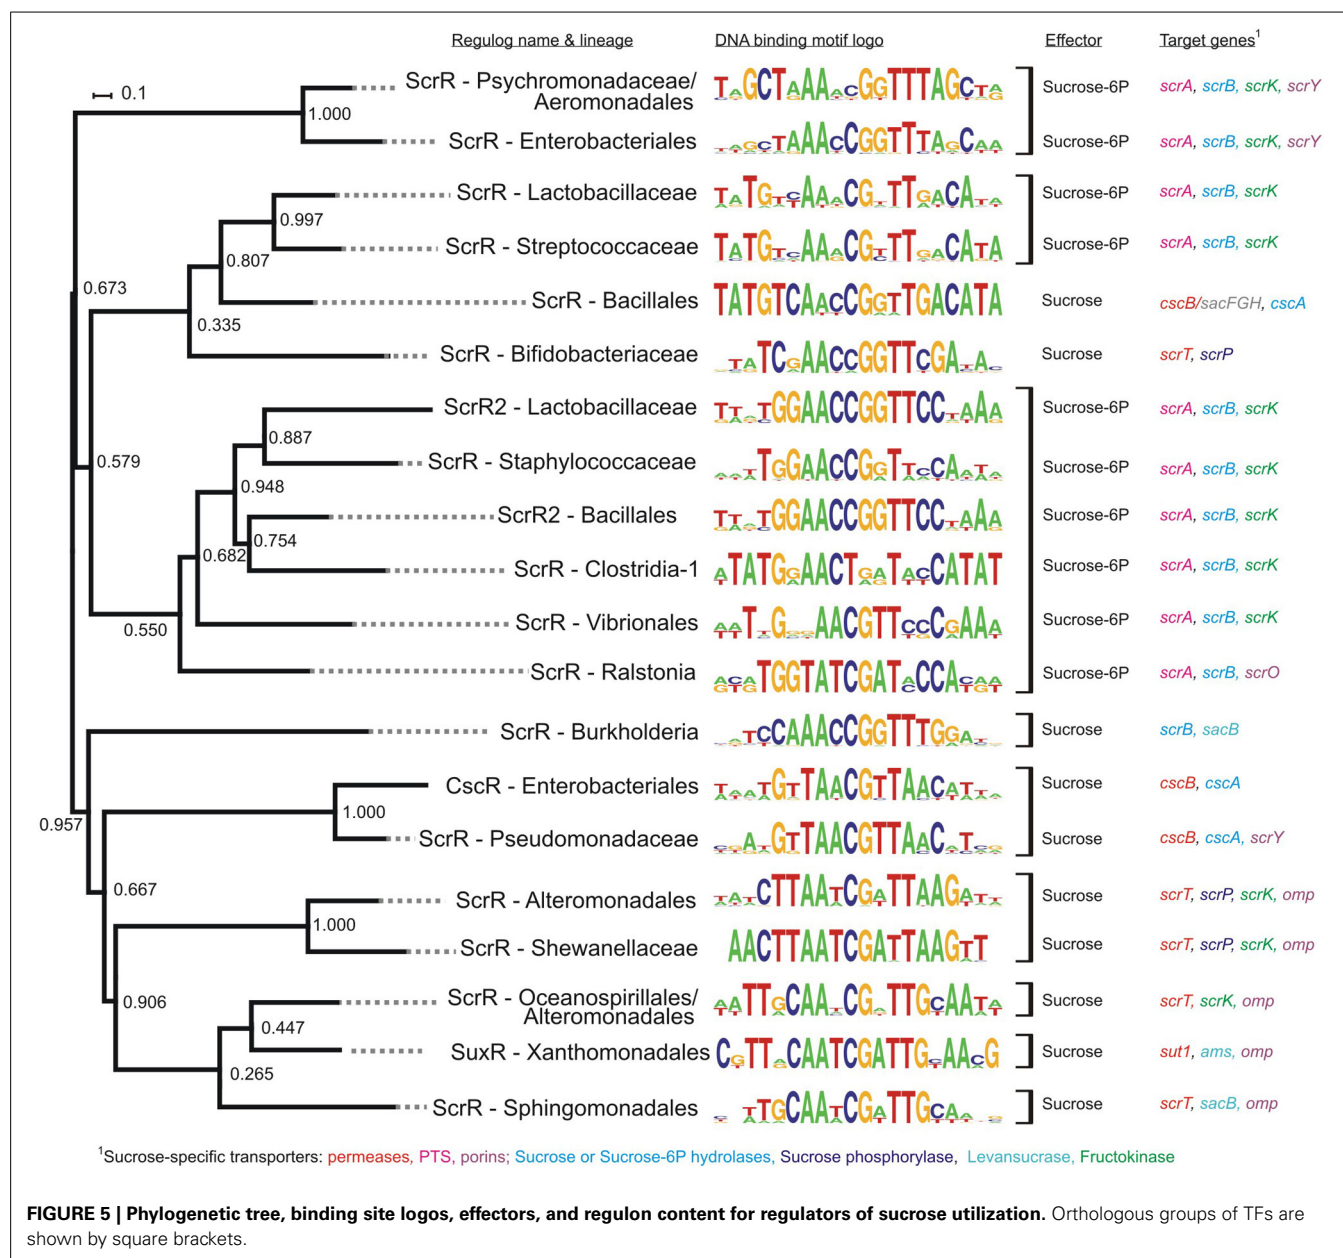 Regulog name & lineage DNA binding motif logo Effector Target genes1
0.1
ScrR - Psychromonadaceae/ Sucrose-6P scrA, scrB, scrK, scrY
Aeromonadales
1.000
ScrR - Enterobacteriales Sucrose-6P scrA, scrB, scrK, scrY
ScrR - Lactobacillaceae Sucrose-6P scrA, scrB, scrK
0.997
ScrR - Streptococcaceae Sucrose-6P scrA, scrB, scrK
0.807
0.673
ScrR - Bacillales TATGTCAACCGGTTGACATA Sucrose cscB/sacFGH, cscA
0.335
ScrR - Bifidobacteriaceae Sucrose scrT, scrP
ScrR2 - Lactobacillaceae Sucrose-6P scrA, scrB, scrK
0.887
0.579
ScrR - Staphylococcaceae Sucrose-6P scrA, scrB, scrK
0.948
ScrR2 - Bacillales Sucrose-6P scrA, scrB, scrK
0.754
0.682
ScrR - Clostridia-1 Sucrose-6P scrA, scrB, scrK
ScrR - Vibrionales Sucrose-6P scrA, scrB, scrK
0.550
ScrR - Ralstonia Sucrose-6P scrA, scrB, scrO
ScrR - Burkholderia Sucrose scrB, sacB
CscR - Enterobacteriales Sucrose cscB, cscA
1.000
0.957
ScrR - Pseudomonadaceae Sucrose cscB, cscA, scrY
0.667
ScrR - Alteromonadales Sucrose scrT, scrP, scrK, omp
1.000
ScrR - Shewanellaceae AACTTAATCGATTAAGTT Sucrose scrT, scrP, scrK, omp
0.906
ScrR - Oceanospirillales/ Sucrose scrT, scrK, omp
Alteromonadales
0.447
SuxR - Xanthomonadales Sucrose sut1, ams, omp
0.265
ScrR - Sphingomonadales Sucrose scrT, sacB, omp
1Sucrose-specific transporters: permeases, PTS, porins; Sucrose or Sucrose-6P hydrolases, Sucrose phosphorylase, Levansucrase, Fructokinase
FIGURE 5 | Phylogenetic tree, binding site logos, effectors, and regulon content for regulators of sucrose utilization. Orthologous groups of TFs are
shown by square brackets.